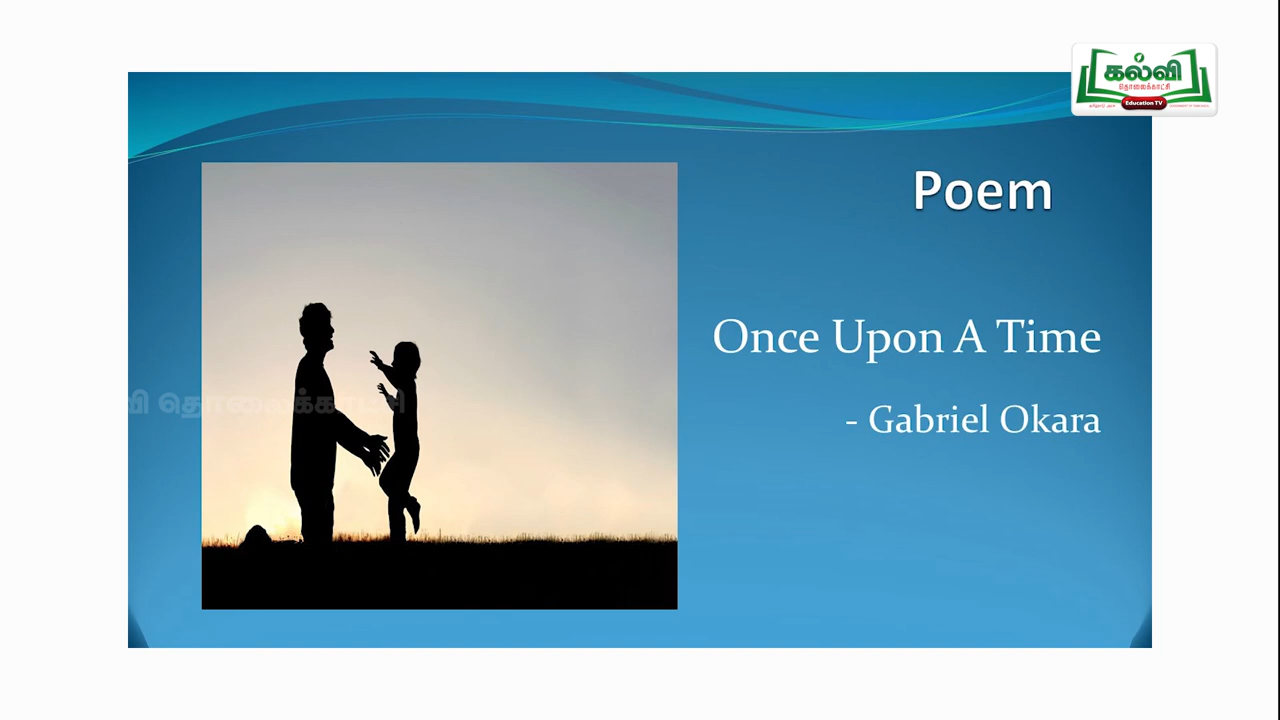 கல்வி
தொலைக்காட்சி
Education TV
Poem
Once Upon A Time
- Gabriel Okara
வி தொலைக்காட்சி